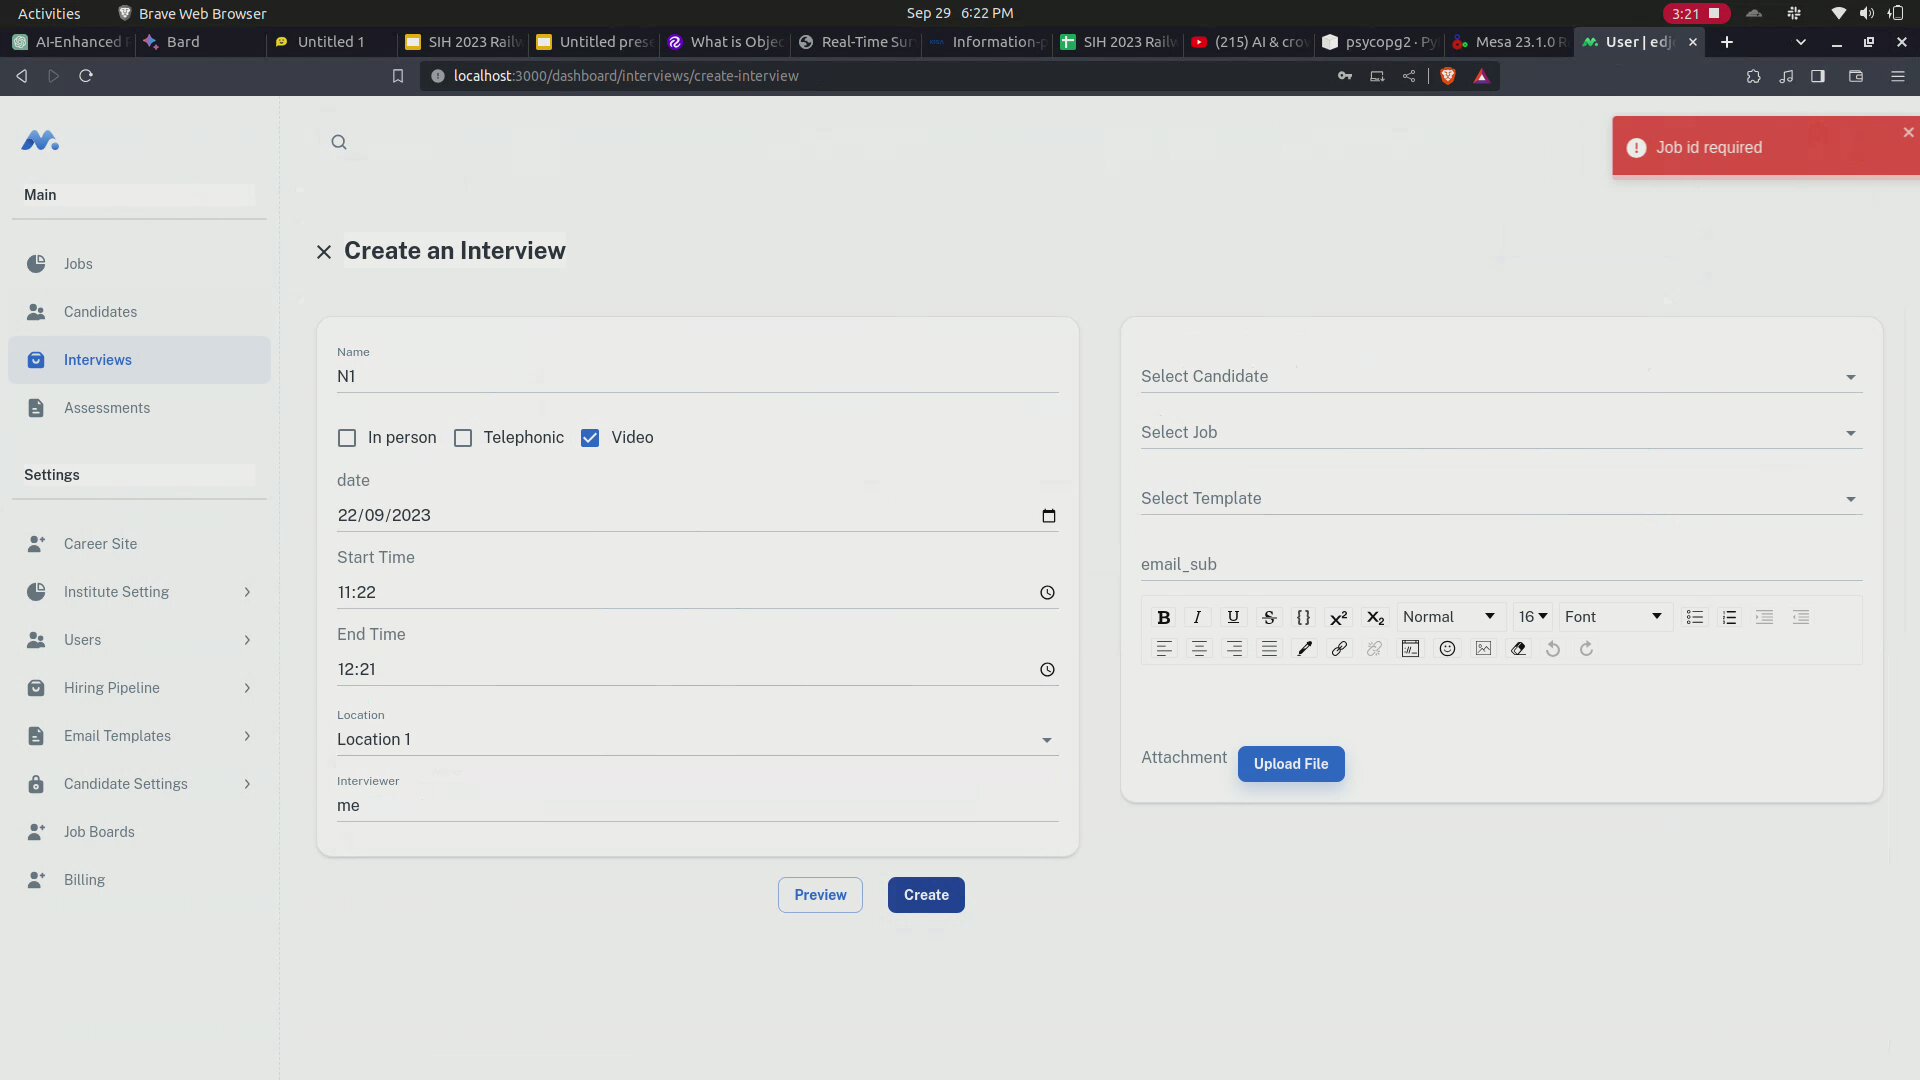 Activities
Brave Web Browser
Sep 29 6:22 PM
3:21
AI-Enhanced
Bard
Untitled 1
SIH 2023 Railw
Untitled prese
What is Objec
Real-Time Sur
Information-p
SIH 2023 Railw
(215) AI & crow
psycopg2 · Py
Mesa 23.1.0 R
User | edjo
localhost:3000/dashboard/interviews/create-interview
Job id required
Main
Jobs
Candidates
Interviews
Assessments
Settings
Career Site
Institute Setting
Users
Hiring Pipeline
Email Templates
Candidate Settings
Job Boards
Billing
Create an Interview
Name
N1
In person
Telephonic
Video
date
22/09/2023
Start Time
11:22
End Time
12:21
Location
Location 1
Interviewer
me
Select Candidate
Select Job
Select Template
email_sub
Normal
16
Font
Attachment
Upload File
Preview
Create